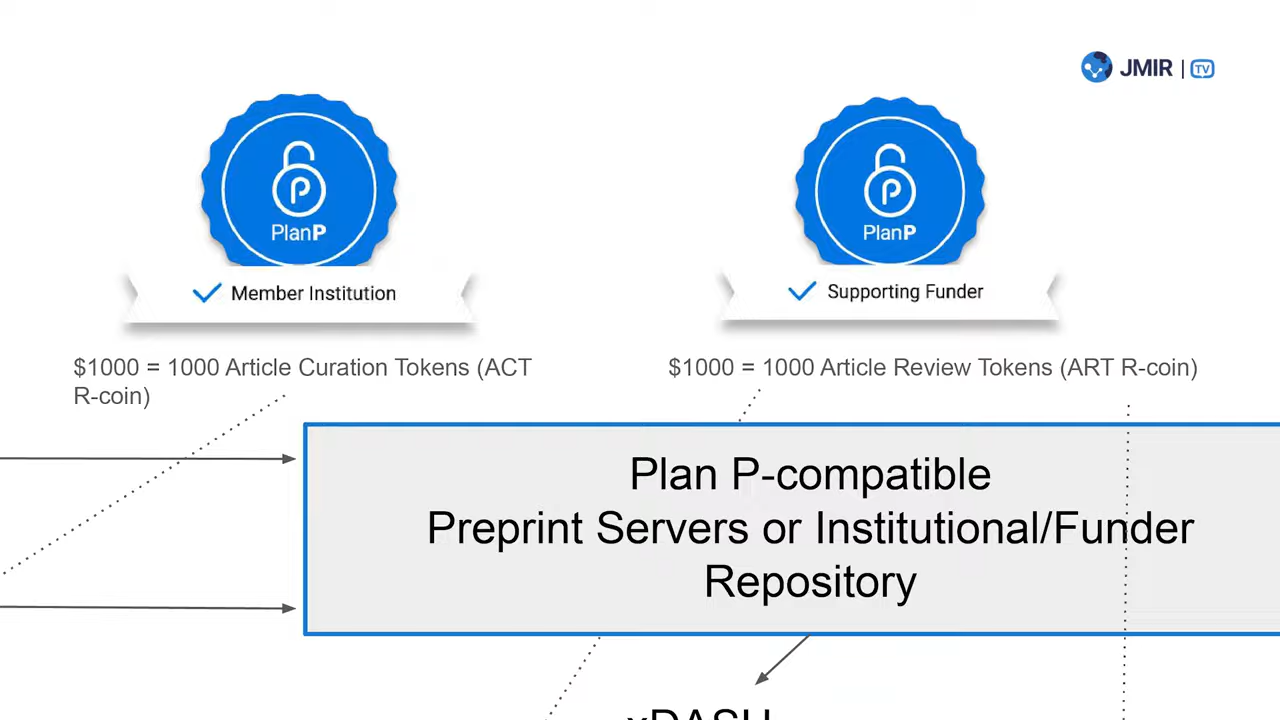 JMIR | TV
PlanP
PlanP
Member Institution
Supporting Funder
$1000 = 1000 Article Curation Tokens (ACT
R-coin)
$1000 = 1000 Article Review Tokens (ART R-coin)
Plan P-compatible
Preprint Servers or Institutional/Funder
Repository
xDASH